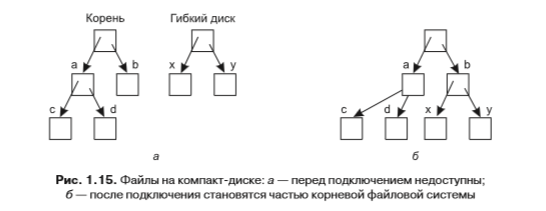 Корень Гибкий диск
a b x y a b
c d c d x y
а б
Рис. 1.15. Файлы на компакт-диске: а — перед подключением недоступны;
б — после подключения становятся частью корневой файловой системы